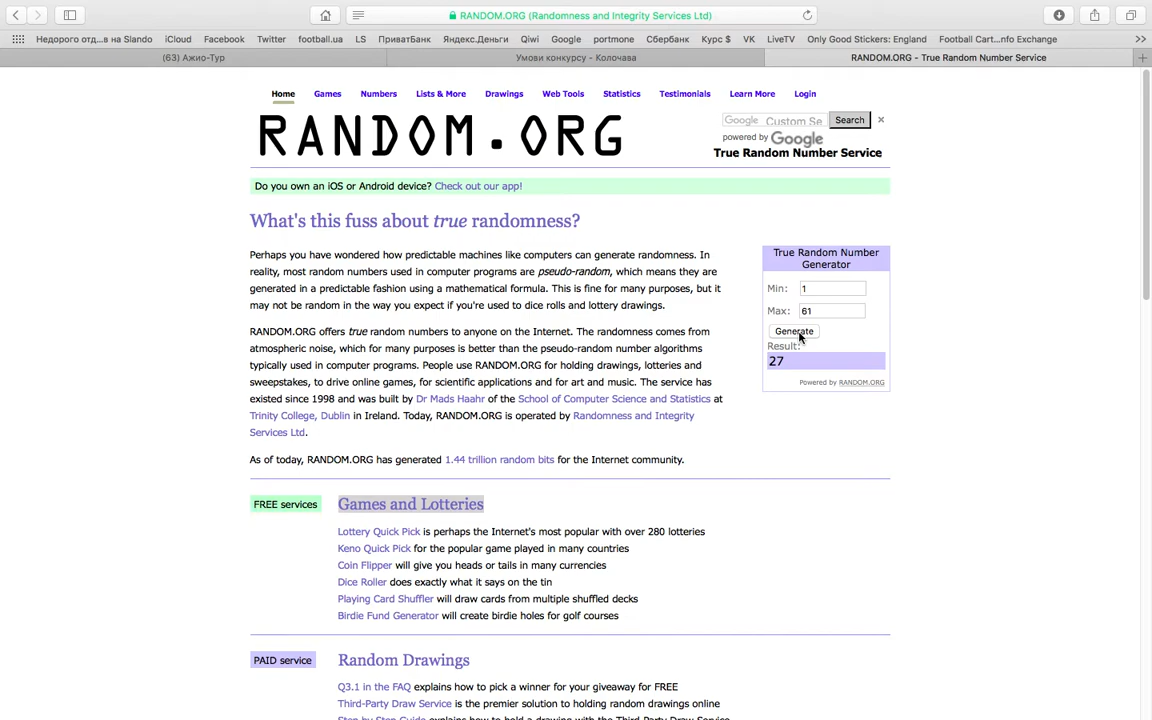 RANDOM.ORG (Randomness and Integrity Services Ltd)
Недорого отд...в на Slando iCloud Facebook Twitter football.ua LS ПриватБанк Яндекс.Деньги Qiwi Google portmone Сбербанк Курс $ VK LiveTV Only Good Stickers: England Football Cart...nfo Exchange >>
(63) Ажио-Тур Умови конкурсу - Колочава RANDOM.ORG - True Random Number Service
Home Games Numbers Lists & More Drawings Web Tools Statistics Testimonials Learn More Login
RANDOM.ORG
Google Custom Se Search ×
powered by Google
True Random Number Service
Do you own an iOS or Android device? Check out our app!
What's this fuss about true randomness?
Perhaps you have wondered how predictable machines like computers can generate randomness. In
reality, most random numbers used in computer programs are pseudo-random, which means they are
generated in a predictable fashion using a mathematical formula. This is fine for many purposes, but it
may not be random in the way you expect if you're used to dice rolls and lottery drawings.
RANDOM.ORG offers true random numbers to anyone on the Internet. The randomness comes from
atmospheric noise, which for many purposes is better than the pseudo-random number algorithms
typically used in computer programs. People use RANDOM.ORG for holding drawings, lotteries and
sweepstakes, to drive online games, for scientific applications and for art and music. The service has
existed since 1998 and was built by Dr Mads Haahr of the School of Computer Science and Statistics at
Trinity College, Dublin in Ireland. Today, RANDOM.ORG is operated by Randomness and Integrity
Services Ltd.
As of today, RANDOM.ORG has generated 1.44 trillion random bits for the Internet community.
True Random Number
Generator
Min: 1
Max: 61
Generate
Result:
27
Powered by RANDOM.ORG
FREE services Games and Lotteries
Lottery Quick Pick is perhaps the Internet's most popular with over 280 lotteries
Keno Quick Pick for the popular game played in many countries
Coin Flipper will give you heads or tails in many currencies
Dice Roller does exactly what it says on the tin
Playing Card Shuffler will draw cards from multiple shuffled decks
Birdie Fund Generator will create birdie holes for golf courses
PAID service Random Drawings
Q3.1 in the FAQ explains how to pick a winner for your giveaway for FREE
Third-Party Draw Service is the premier solution to holding random drawings online
Step by Step Guide explains how to hold a drawing with the Third-Party Draw Service